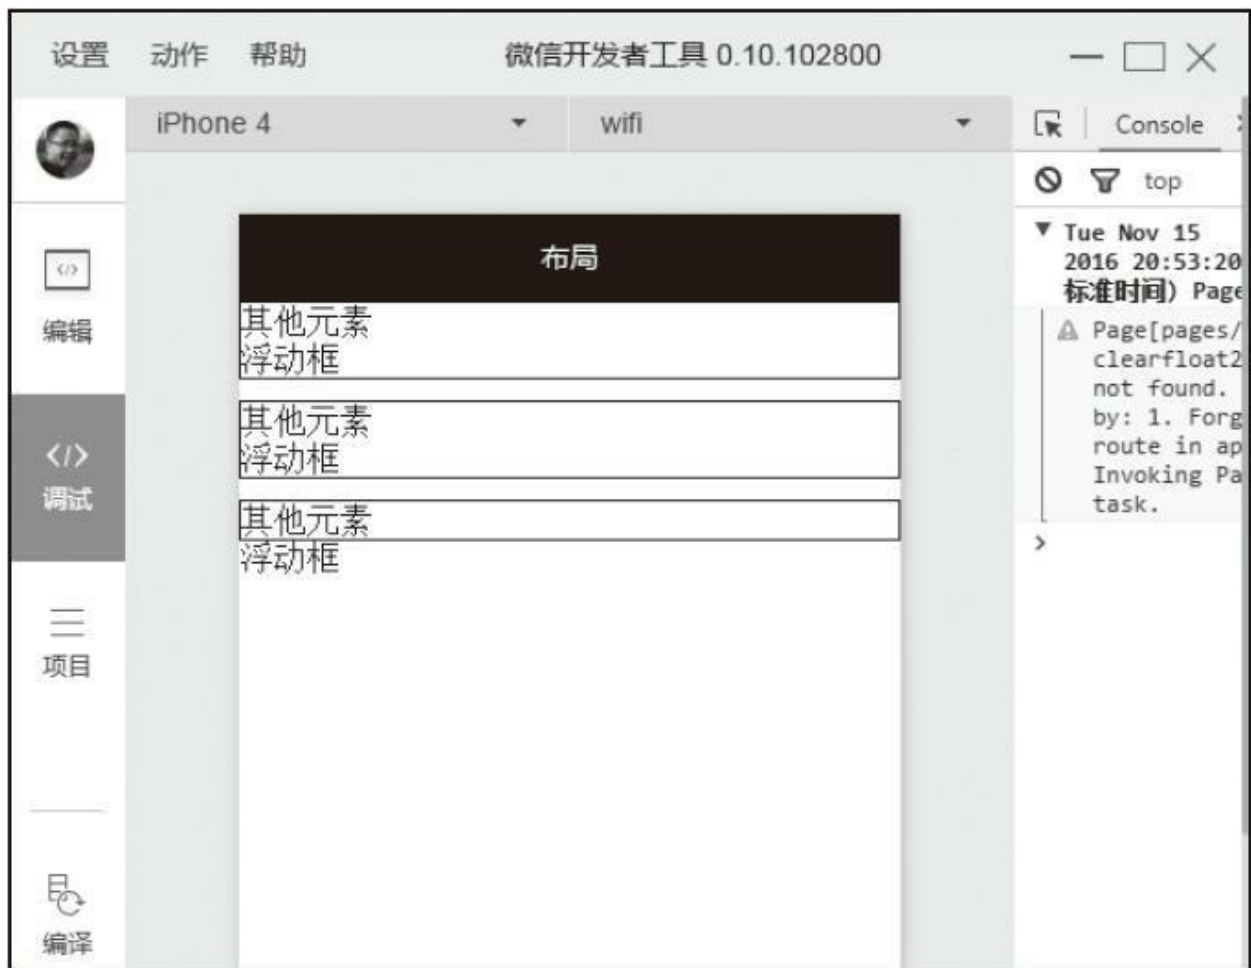 设置 动作 帮助 微信开发者工具 0.10.102800
iPhone 4 wifi Console
top
编辑
调试
项目
编译
布局
其他元素
浮动框
其他元素
浮动框
其他元素
浮动框
Tue Nov 15
2016 20:53:20
标准时间) Page
Page[pages/
clearfloat2
not found.
by: 1. Forg
route in ap
Invoking Pa
task.